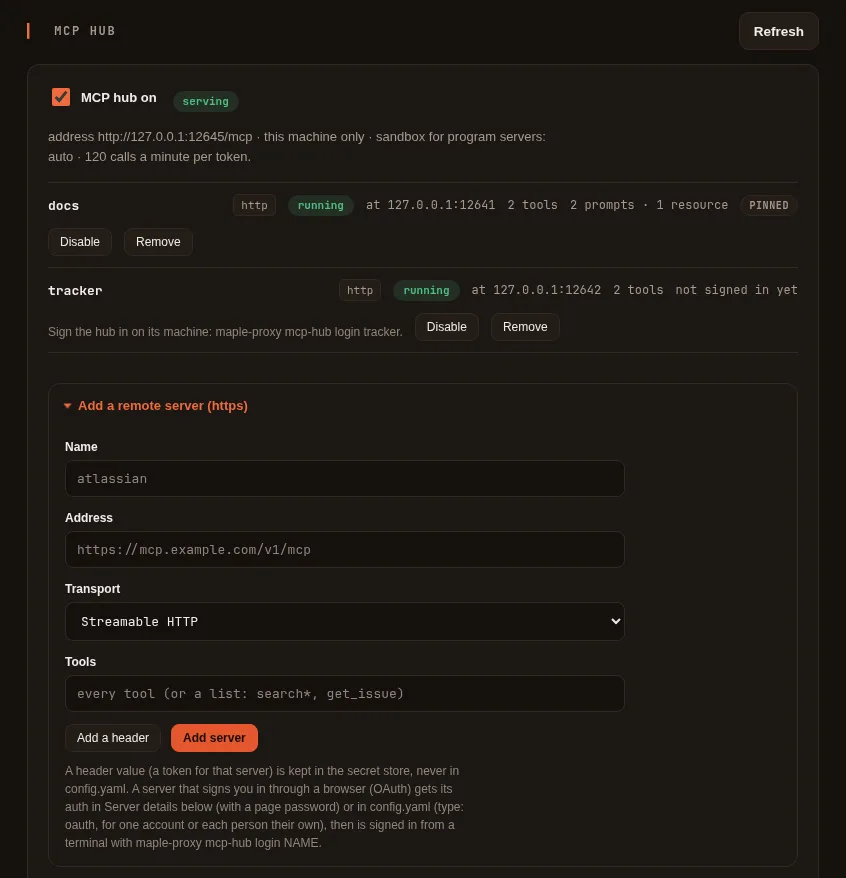 MCP HUB
Refresh
MCP hub on serving
address http://127.0.0.1:12645/mcp · this machine only · sandbox for program servers:
auto · 120 calls a minute per token.
docs http running at 127.0.0.1:12641 2 tools 2 prompts · 1 resource PINNED
Disable Remove
tracker http running at 127.0.0.1:12642 2 tools not signed in yet
Sign the hub in on its machine: maple-proxy mcp-hub login tracker. Disable Remove
Add a remote server (https)
Name
atlassian
Address
https://mcp.example.com/v1/mcp
Transport
Streamable HTTP
Tools
every tool (or a list: search*, get_issue)
Add a header Add server
A header value (a token for that server) is kept in the secret store, never in
config.yaml. A server that signs you in through a browser (OAuth) gets its
auth in Server details below (with a page password) or in config.yaml (type:
oauth, for one account or each person their own), then is signed in from a
terminal with maple-proxy mcp-hub login NAME.